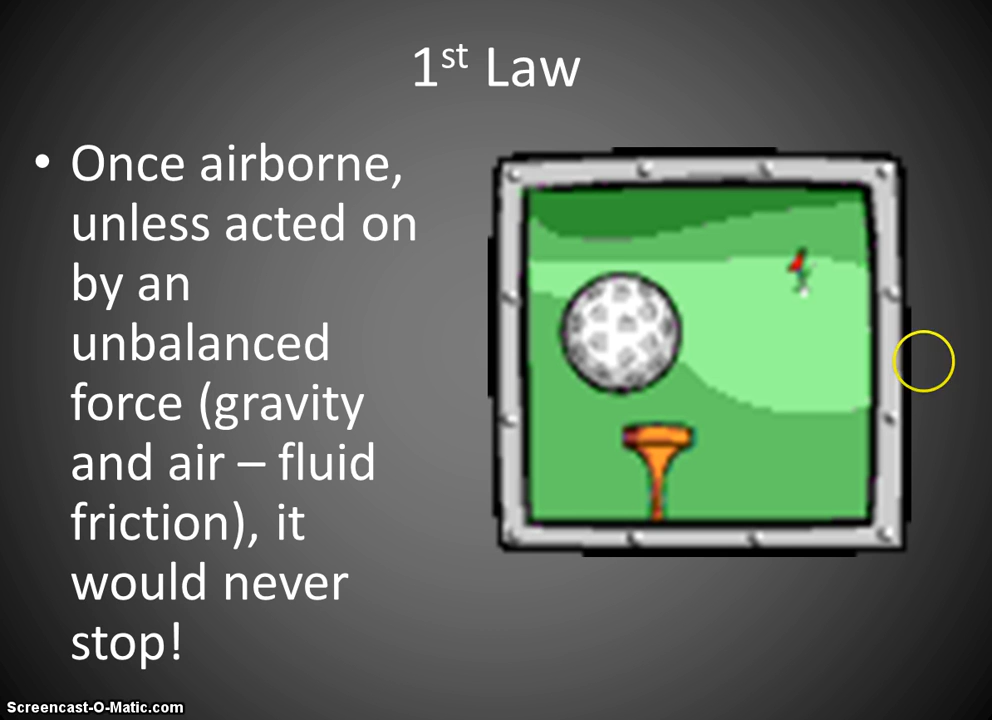 1st Law
• Once airborne,
unless acted on
by an
unbalanced
force (gravity
and air – fluid
friction), it
would never
stop!
Screencast-O-Matic.com